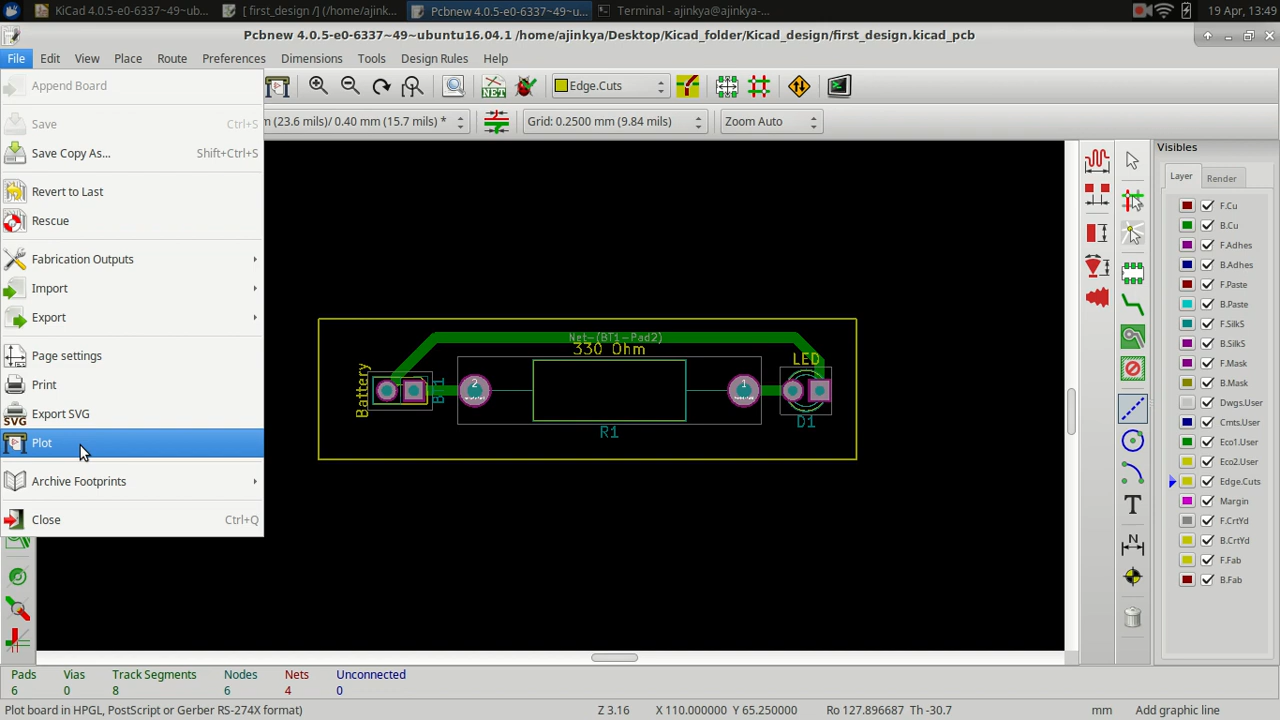 KiCad 4.0.5-e0-6337~49~ub...
[ first_design /] (/home/ajink...
Pcbnew 4.0.5-e0-6337~49~u...
Terminal - ajinkya@ajinkya-...
19 Apr, 13:49
Pcbnew 4.0.5-e0-6337~49~ubuntu16.04.1 /home/ajinkya/Desktop/Kicad_folder/Kicad_design/first_design.kicad_pcb
File Edit View Place Route Preferences Dimensions Tools Design Rules Help
Append Board
NET
Edge.Cuts
Save Ctrl+S
m (23.6 mils)/ 0.40 mm (15.7 mils) *
Grid: 0.2500 mm (9.84 mils)
Zoom Auto
Save Copy As... Shift+Ctrl+S
Revert to Last
Rescue
Fabrication Outputs
Import
Export
Page settings
Print
SVG
Export SVG
Plot
Archive Footprints
Close Ctrl+Q
Net-(BT1-Pad2)
330 Ohm
LED
Battery
2
1
R1
D1
Visibles
Layer Render
F.Cu
B.Cu
F.Adhes
B.Adhes
F.Paste
B.Paste
F.SilkS
B.SilkS
F.Mask
B.Mask
Dwgs.User
Cmts.User
Eco1.User
Eco2.User
Edge.Cuts
Margin
F.CrtYd
B.CrtYd
F.Fab
B.Fab
T
N
Pads Vias Track Segments Nodes Nets Unconnected
6 0 8 6 4 0
Plot board in HPGL, PostScript or Gerber RS-274X format) Z 3.16 X 110.000000 Y 65.250000 Ro 127.896687 Th -30.7 mm Add graphic line